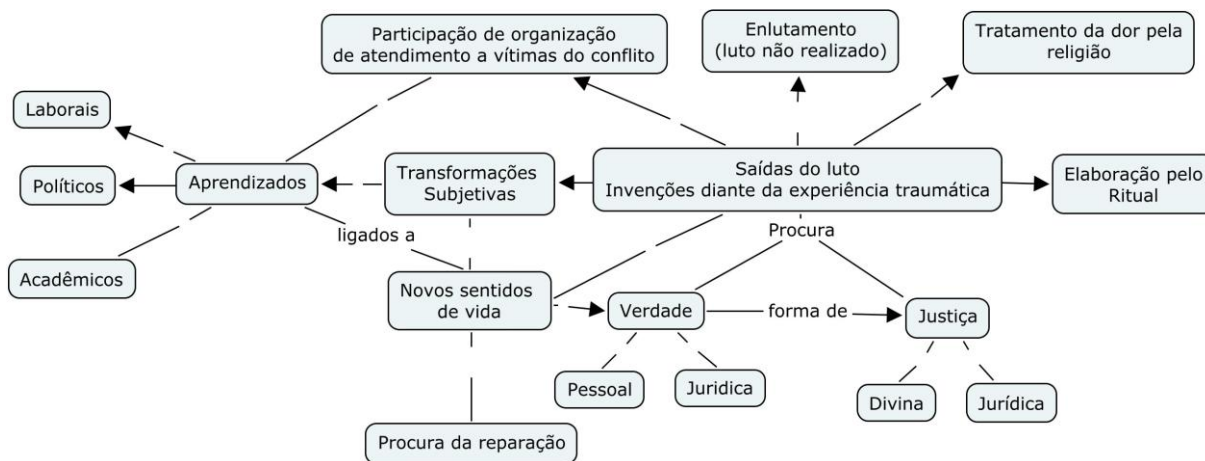 Participação de organização
de atendimento a vítimas do conflito
Enlutamento
(luto não realizado)
Tratamento da dor pela
religião
Laborais
Políticos
Aprendizados
Transformações
Subjetivas
Saídas do luto
Invenções diante da experiência traumática
Elaboração pelo
Ritual
ligados a
Procura
Acadêmicos
Novos sentidos
de vida
Verdade
forma de
Justiça
Pessoal
Juridica
Divina
Jurídica
Procura da reparação